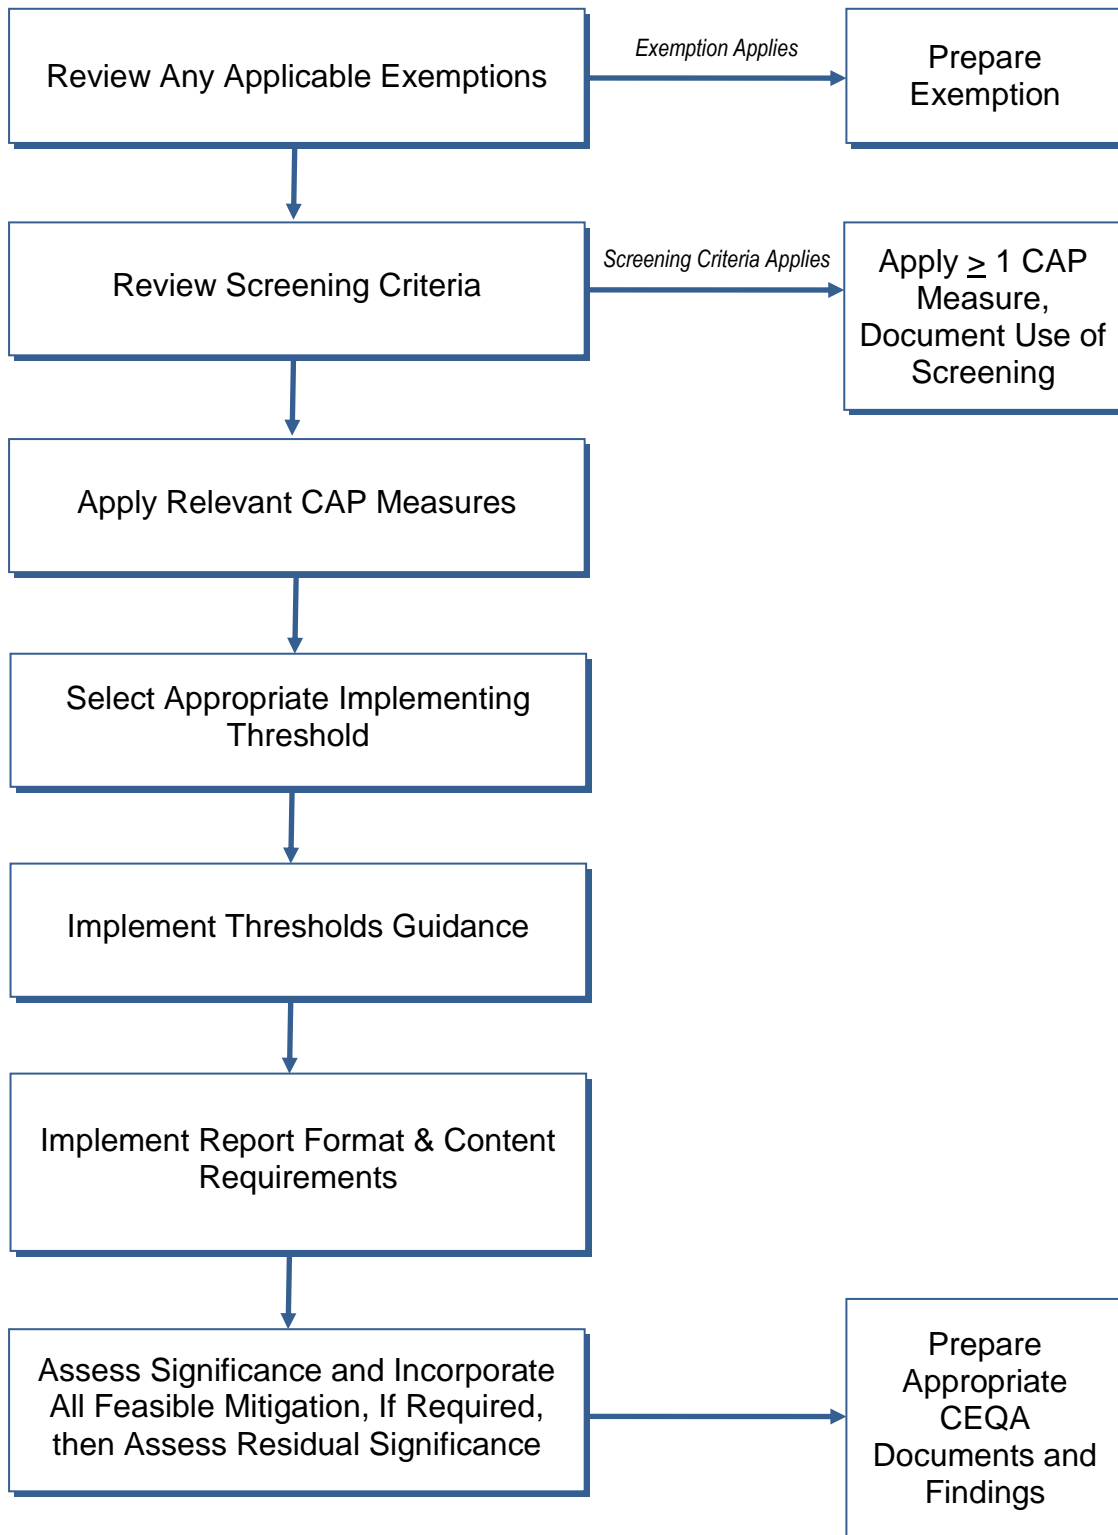 Review Any Applicable Exemptions
Exemption Applies
Prepare
Exemption
Review Screening Criteria
Screening Criteria Applies
Apply ≥ 1 CAP
Measure,
Document Use of
Screening
Apply Relevant CAP Measures
Select Appropriate Implementing
Threshold
Implement Thresholds Guidance
Implement Report Format & Content
Requirements
Assess Significance and Incorporate
All Feasible Mitigation, If Required,
then Assess Residual Significance
Prepare
Appropriate
CEQA
Documents and
Findings